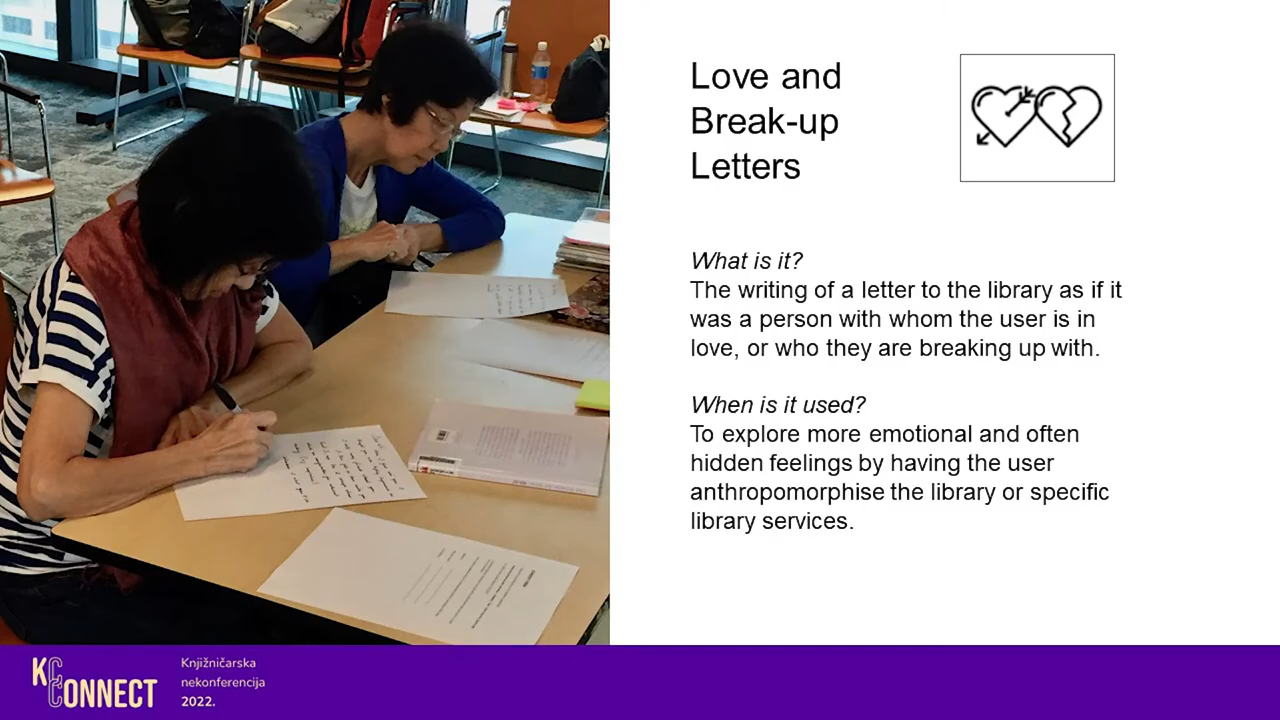 Love and
Break-up
Letters
What is it?
The writing of a letter to the library as if it
was a person with whom the user is in
love, or who they are breaking up with.
When is it used?
To explore more emotional and often
hidden feelings by having the user
anthropomorphise the library or specific
library services.
KCCONNECT
Knjižničarska
nekonferencija
2022.